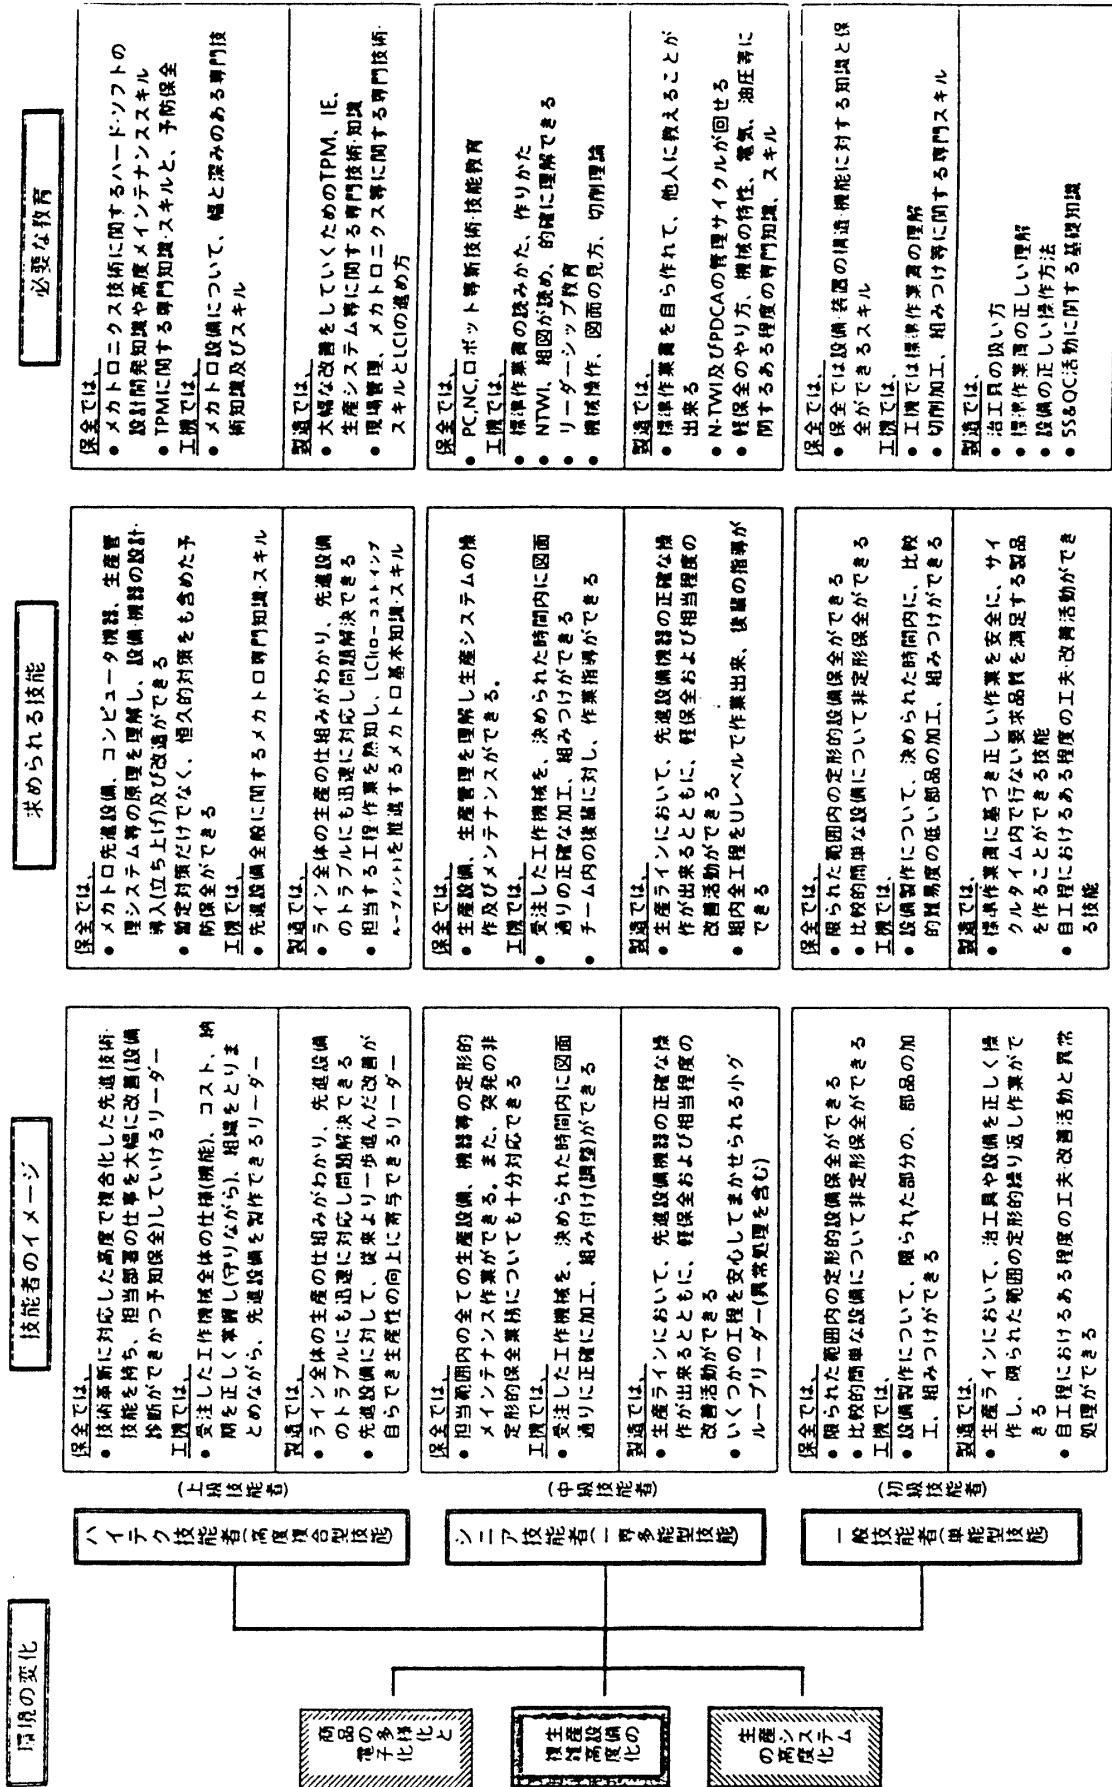 環境の変化
技能者のイメージ
求められる技能
必要な教育
商品の多様化と
電子化
生産設備の
複雑高度化
生産システム
の高度化
ハイテク技能者(高度複合型技能)
(上級技能者)
保全では、
● 技術革新に対応した高度で複合化した先進技術・
技能を持ち、担当部署の仕事を大幅に改善(設備
診断ができかつ予知保全)していけるリーダー
工機では、
● 受注した工作機械全体の仕様(機能)、コスト、納
期を正しく掌握し(守りながら)、組織をとりま
とめながら、先進設備を製作できるリーダー
製造では、
● ライン全体の生産の仕組みがわかり、先進設備
のトラブルにも迅速に対応し問題解決できる
● 先進設備に対して、従来より一歩進んだ改善が
自らでき生産性の向上に寄与できるリーダー
保全では、
● メカトロ先進設備、コンピュータ機器、生産管
理システム等の原理を理解し、設備・機器の設計・
導入(立ち上げ)及び改造ができる
● 暫定対策だけでなく、恒久的対策をも含めた予
防保全ができる
工機では、
● 先進設備全般に関するメカトロ専門知識・スキル
製造では、
● ライン全体の生産の仕組みがわかり、先進設備
のトラブルにも迅速に対応し問題解決できる
● 担当する工程・作業を熟知し、LCI(ローコストインプ
ルーブメント)を推進するメカトロ基本知識・スキル
保全では、
● メカトロニクス技術に関するハード・ソフトの
設計開発知識や高度メインテナンススキル
● TPMに関する専門知識・スキルと、予防保全
工機では、
● メカトロ設備について、幅と深みのある専門技
術知識及びスキル
製造では、
● 大幅な改善をしていくためのTPM、IE、
生産システム等に関する専門技術・知識
● 現場管理、メカトロニクス等に関する専門技術・
スキルとLCIの進め方
シニア技能者(一界多能型技能)
(中級技能者)
保全では、
● 担当範囲内の全ての生産設備、機器等の定形的
メインテナンス作業ができる。また、突発の非
定形的保全業務についても十分対応できる
工機では、
● 受注した工作機械を、決められた時間内に図面
通りに正確に加工、組み付け(調整)ができる
製造では、
● 生産ラインにおいて、先進設備機器の正確な操
作が出来るとともに、軽保全および相当程度の
改善活動ができる
● いくつかの工程を安心してまかせられる小グ
ループリーダー(異常処理を含む)
保全では、
● 生産設備、生産管理を理解し生産システムの操
作及びメンテナンスができる。
工機では、
● 受注した工作機械を、決められた時間内に図面
通りの正確な加工、組みつけができる
● チーム内の後輩に対し、作業指導ができる
製造では、
● 生産ラインにおいて、先進設備機器の正確な操
作が出来るとともに、軽保全および相当程度の
改善活動ができる
● 組内全工程をUレベルで作業出来、後輩の指導が
できる
保全では、
● PC,NC,ロボット等新技術・技能教育
工機では、
● 標準作業書の読みかた、作りかた
● NTWI、組図が読め、的確に理解できる
● リーダーシップ教育
● 機械操作、図面の見方、切削理論
製造では、
● 標準作業書を自ら作れて、他人に教えることが
出来る
● N-TWI及びPDCAの管理サイクルが回せる
● 軽保全のやり方、機械の特性、電気、油圧等に
関するある程度の専門知識、スキル
一般技能者(単能型技能)
(初級技能者)
保全では、
● 限られた範囲内の定形的設備保全ができる
● 比較的簡単な設備について非定形保全ができる
工機では、
● 設備製作について、限られた部分の、部品の加
工、組みつけができる
製造では、
● 生産ラインにおいて、治工具や設備を正しく操
作し、限られた範囲の定形的繰り返し作業がで
きる
● 自工程におけるある程度の工夫・改善活動と異常
処理ができる
保全では、
● 限られた範囲内の定形的設備保全ができる
● 比較的簡単な設備について非定形保全ができる
工機では、
● 設備製作について、決められた時間内に、比較
的難易度の低い部品の加工、組みつけができる
製造では、
● 標準作業書に基づき正しい作業を安全に、サイ
クルタイム内で行ない要求品質を満足する製品
を作ることができる技能
● 自工程におけるある程度の工夫・改善活動ができ
る技能
保全では、
● 保全では設備・装置の構造・機能に対する知識と保
全ができるスキル
工機では、
● 工機では標準作業書の理解
● 切削加工、組みつけ等に関する専門スキル
製造では、
● 治工具の扱い方
● 標準作業書の正しい理解
● 設備の正しい操作方法
● 5S&QC活動に関する基礎知識